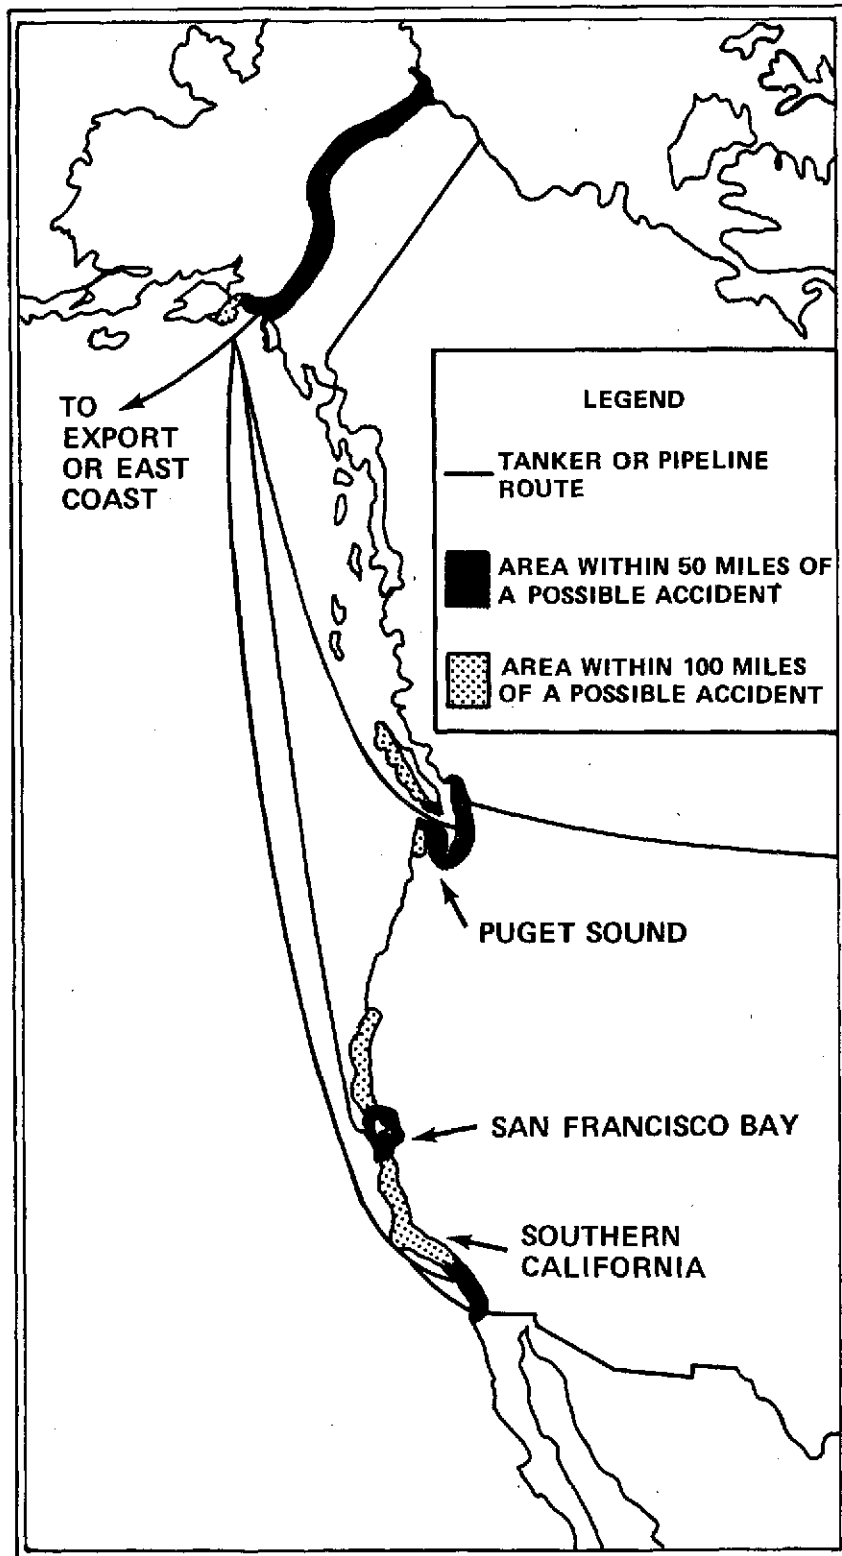 TO
EXPORT
OR EAST
COAST
LEGEND
TANKER OR PIPELINE
ROUTE
AREA WITHIN 50 MILES OF
A POSSIBLE ACCIDENT
AREA WITHIN 100 MILES
OF A POSSIBLE ACCIDENT
PUGET SOUND
SAN FRANCISCO BAY
SOUTHERN
CALIFORNIA